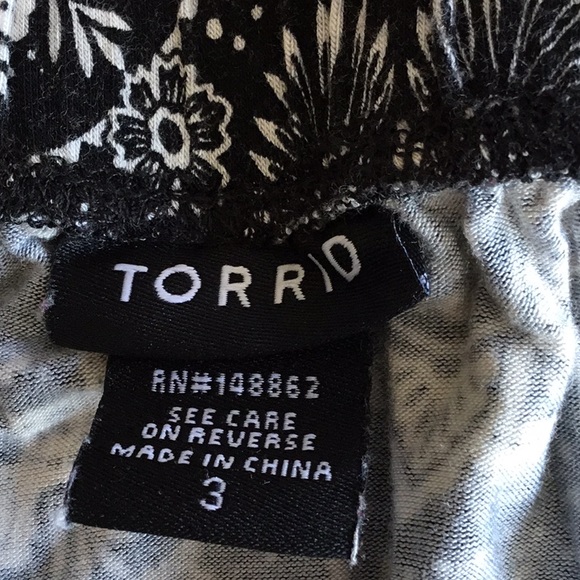 TORRID
RN#148862
SEE CARE
ON REVERSE
MADE IN CHINA
3